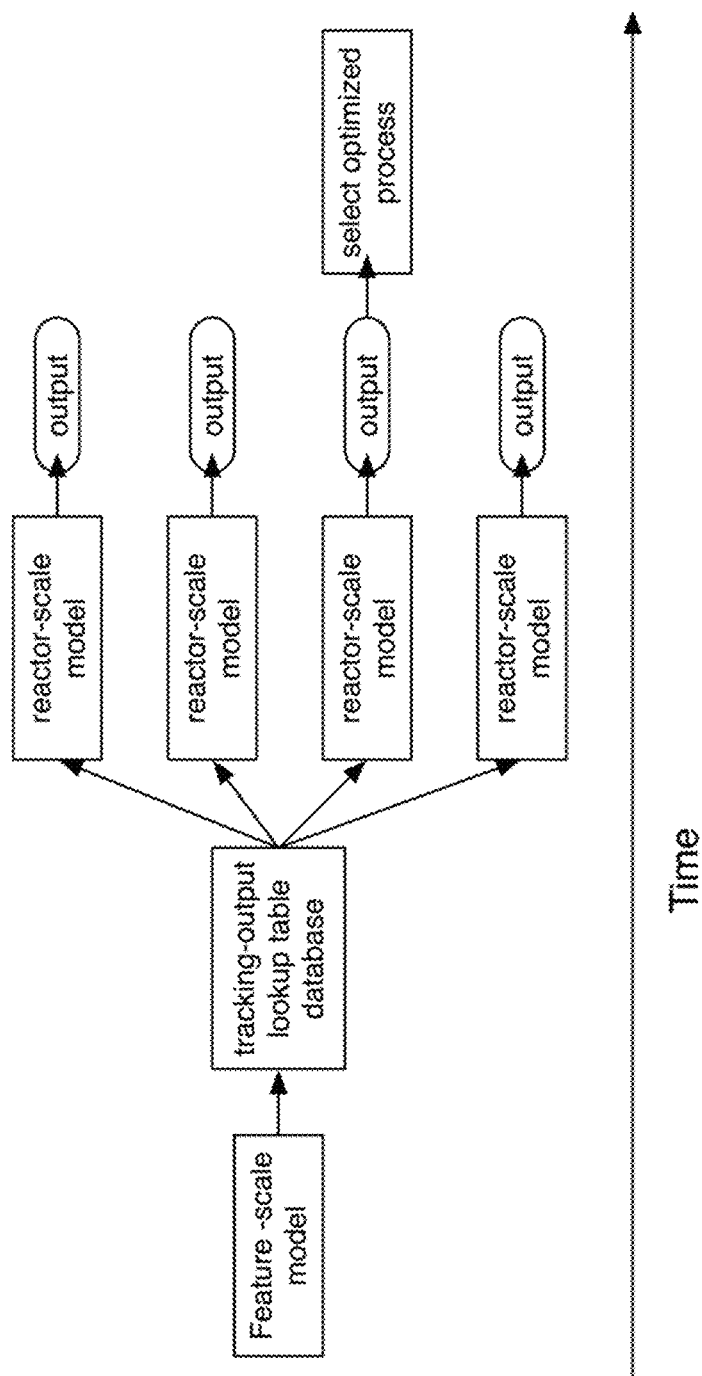 Feature -scale
model
tracking-output
lookup table
database
reactor-scale
model
reactor-scale
model
reactor-scale
model
reactor-scale
model
output
output
output
output
select optimized
process
Time